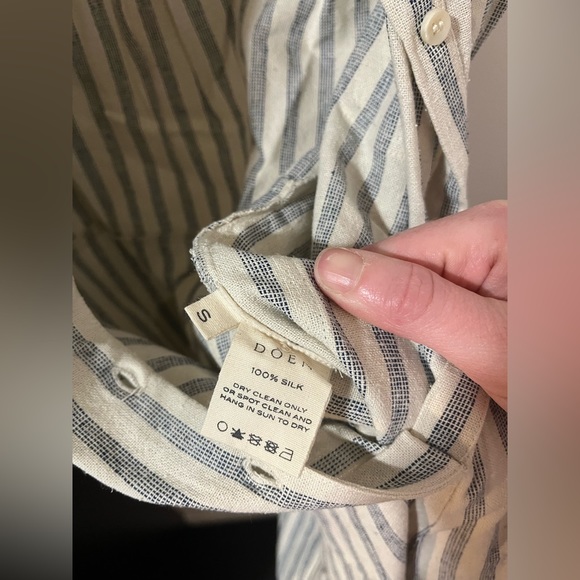 S
DOEN
100% SILK
DRY CLEAN ONLY
OR SPOT CLEAN AND
HANG IN SUN TO DRY